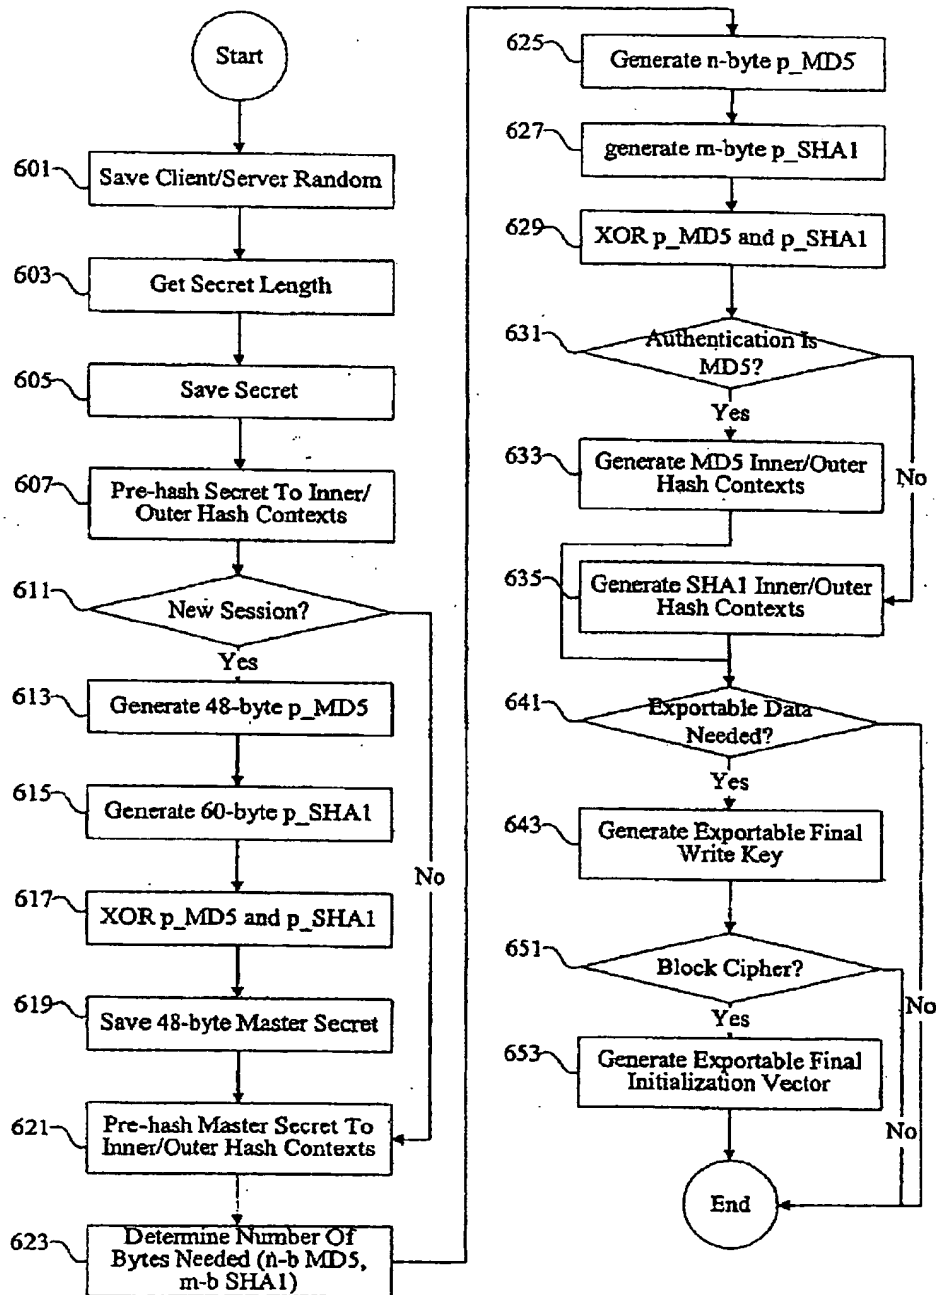 Start
601
Save Client/Server Random
603
Get Secret Length
605
Save Secret
607
Pre-hash Secret To Inner/
Outer Hash Contexts
611
New Session?
Yes
No
613
Generate 48-byte p_MD5
615
Generate 60-byte p_SHA1
617
XOR p_MD5 and p_SHA1
619
Save 48-byte Master Secret
621
Pre-hash Master Secret To
Inner/Outer Hash Contexts
623
Determine Number Of
Bytes Needed (n-b MD5,
m-b SHA1)
625
Generate n-byte p_MD5
627
generate m-byte p_SHA1
629
XOR p_MD5 and p_SHA1
631
Authentication Is
MD5?
Yes
No
633
Generate MD5 Inner/Outer
Hash Contexts
635
Generate SHA1 Inner/Outer
Hash Contexts
641
Exportable Data
Needed?
Yes
No
643
Generate Exportable Final
Write Key
651
Block Cipher?
Yes
No
653
Generate Exportable Final
Initialization Vector
End